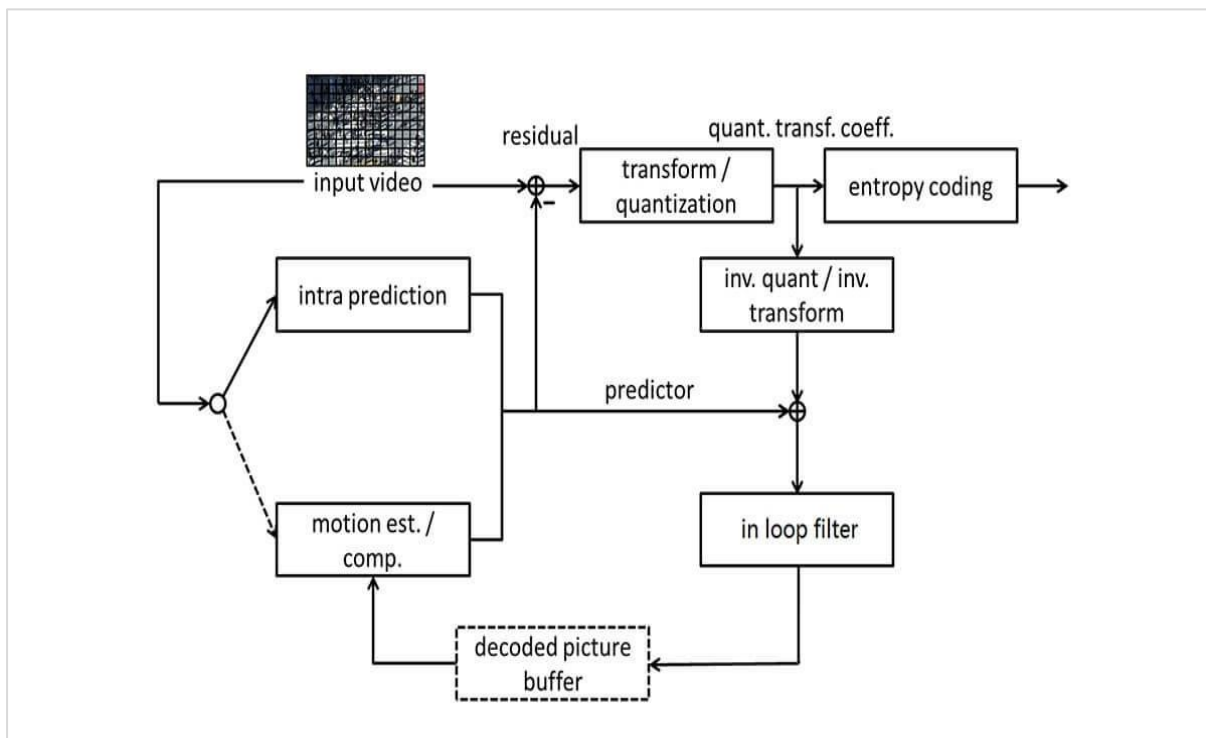 residual
quant. transf. coeff.
input video
-
transform /
quantization
entropy coding
intra prediction
inv. quant / inv.
transform
predictor
motion est. /
comp.
in loop filter
decoded picture
buffer